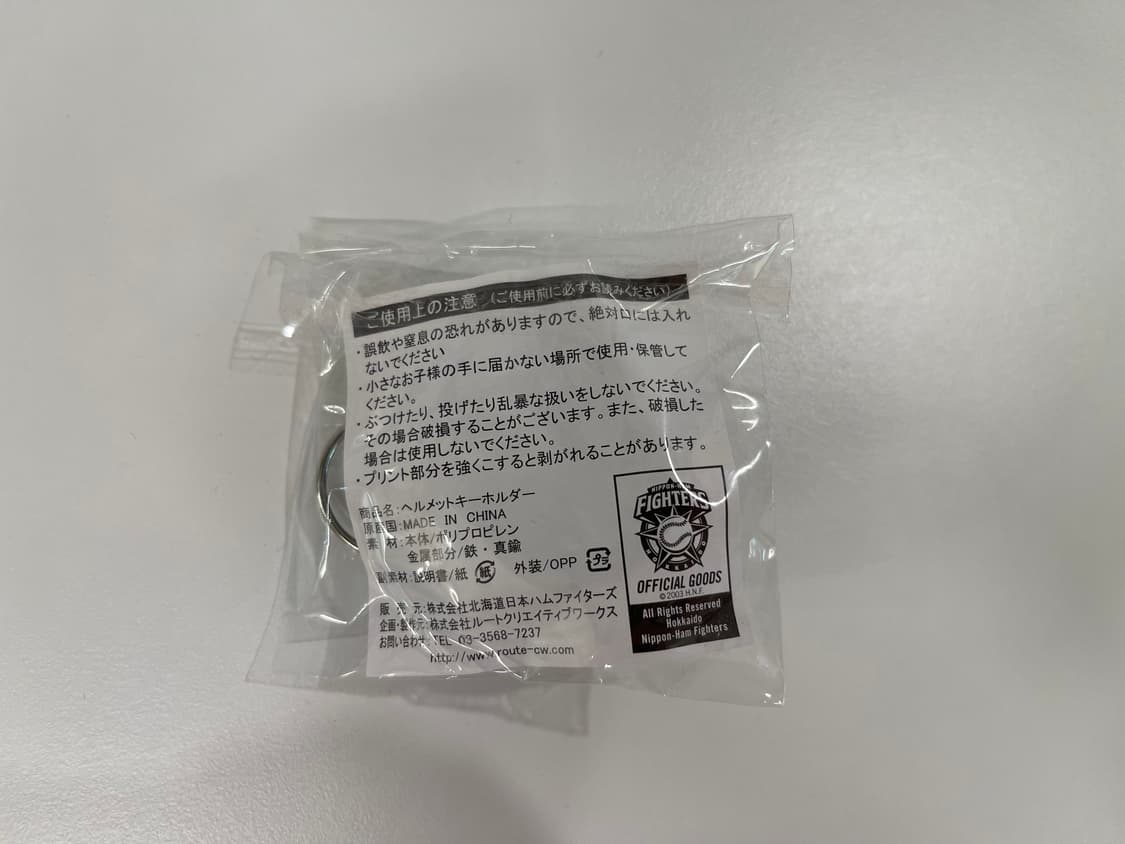 ご使用上の注意 (ご使用前に必ずお読みください)
・誤飲や窒息の恐れがありますので、絶対口には入れ
ないでください
・小さなお子様の手に届かない場所で使用・保管して
ください。
・ぶつけたり、投げたり乱暴な扱いをしないでください。
その場合破損することがございます。また、破損した
場合は使用しないでください。
・プリント部分を強くこすると剥がれることがあります。
商品名:ヘルメットキーホルダー
原産国:MADE IN CHINA
素 材:本体/ポリプロピレン
金属部分/鉄・真鍮
副素材:説明書/紙 紙 外装/OPP プラ
販 売 元:株式会社北海道日本ハムファイターズ
企画・製作元:株式会社ルートクリエイティブワークス
お問い合わせ:TEL 03-3568-7237
http://www.route-cw.com
NIPPON-HAM
FIGHTERS
HOKKAIDO
OFFICIAL GOODS
©2003 H.N.F.
All Rights Reserved
Hokkaido
Nippon-Ham Fighters